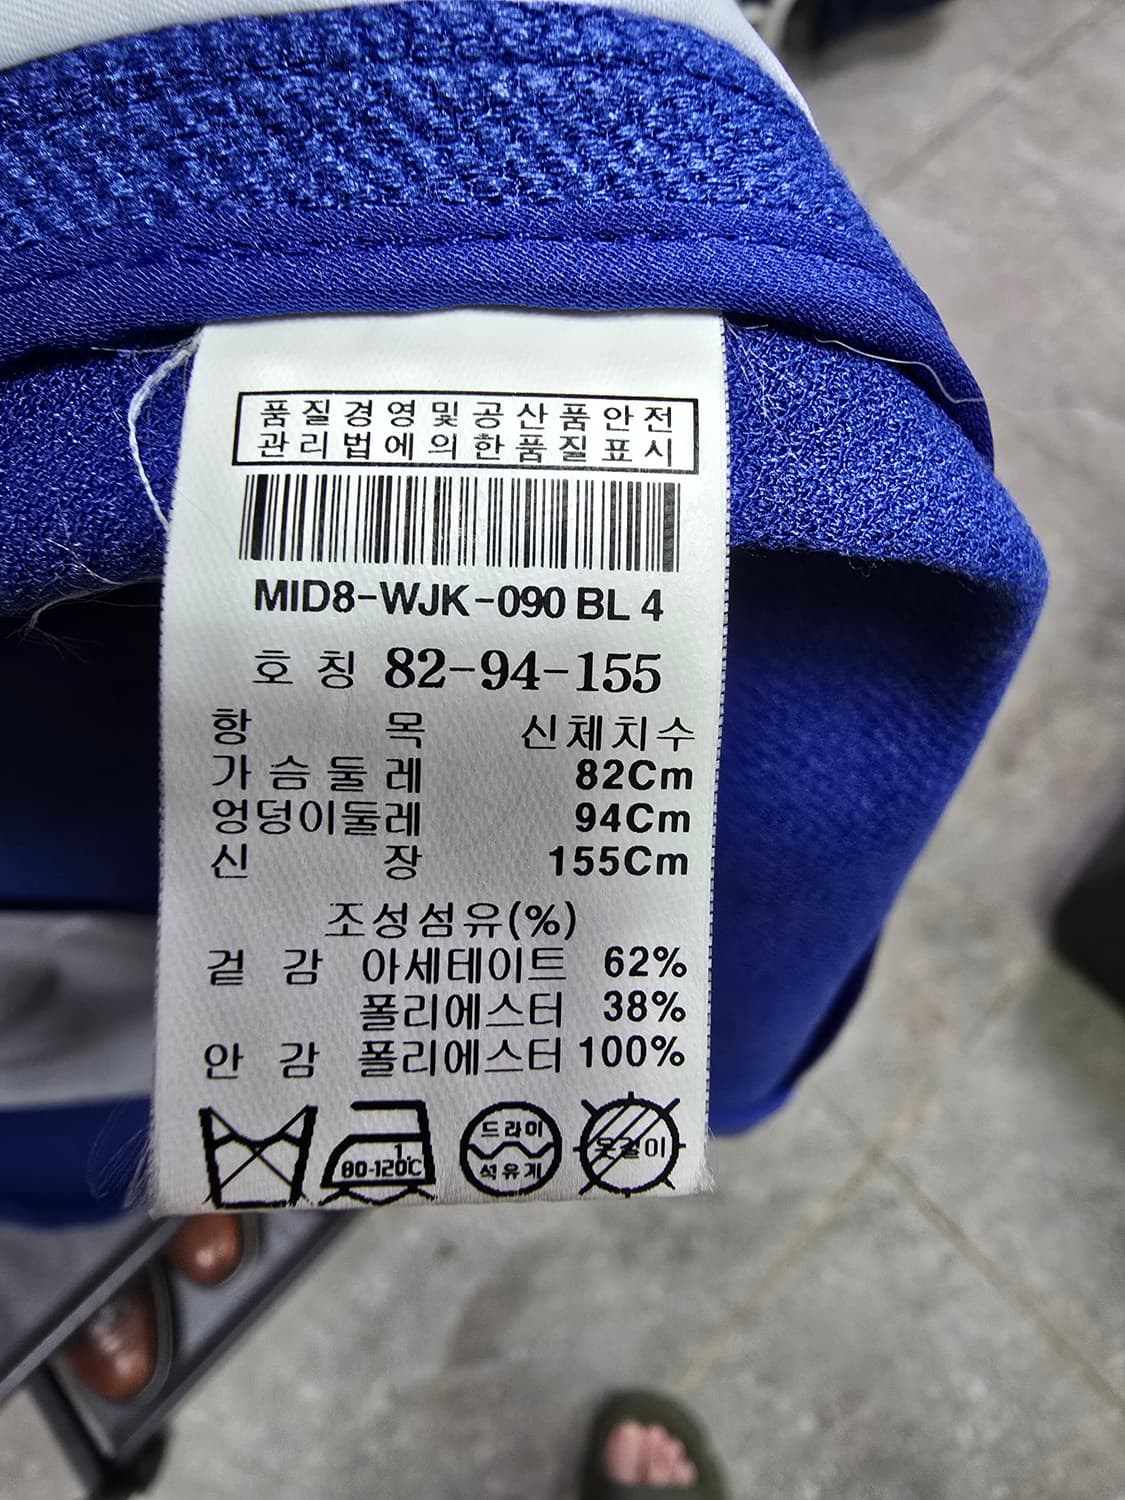 품질경영및공산품안전
관리법에의한품질표시
MID8-WJK-090 BL 4
호 칭 82-94-155
항 목 신체치수
가슴둘레 82Cm
엉덩이둘레 94Cm
신 장 155Cm
조성섬유(%)
겉 감 아세테이트 62%
폴리에스터 38%
안 감 폴리에스터 100%
1.
80-120℃
드라이
석유계
옷걸이